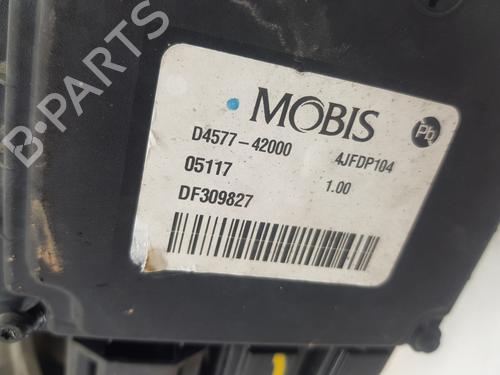 B-PARTS
MOBIS
Pb
D4577-42000 4JFDP104
05117 1.00
DF309827